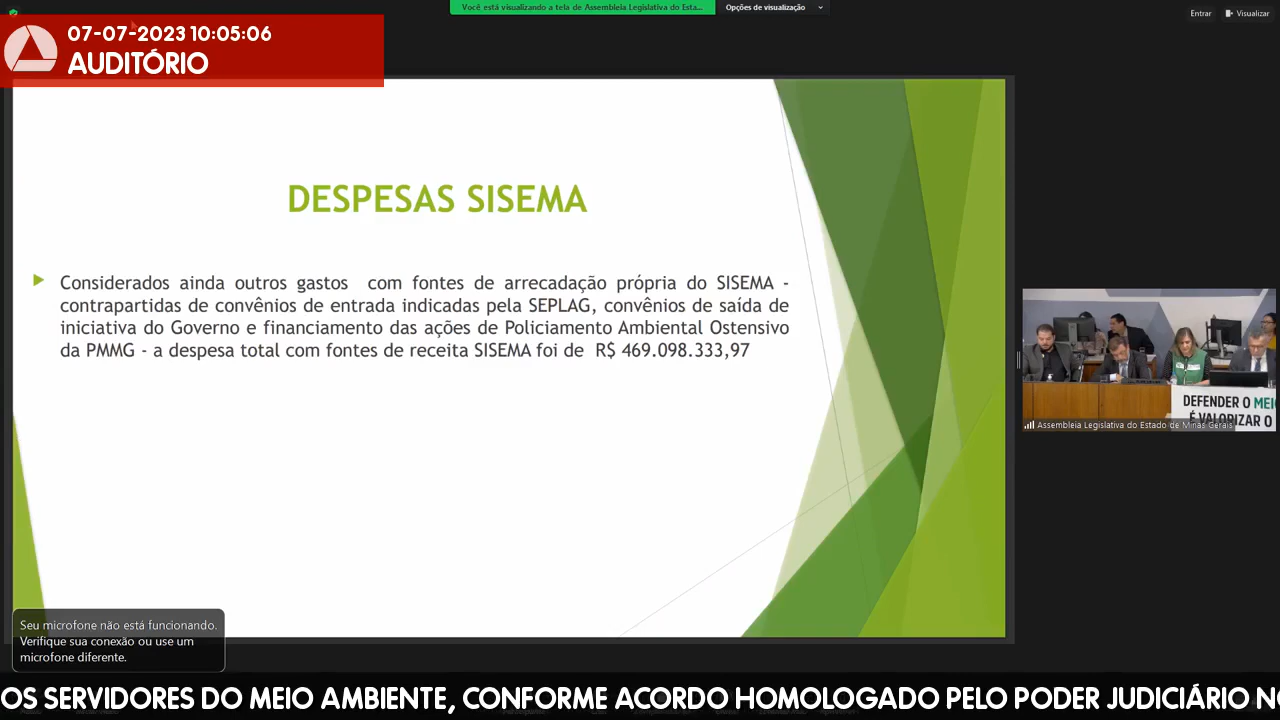 Você está visualizando a tela de Assembleia Legislativa do Esta...
Opções de visualização
Entrar
Visualizar
07-07-2023 10:05:06
AUDITÓRIO
DESPESAS SISEMA
Considerados ainda outros gastos com fontes de arrecadação própria do SISEMA -
contrapartidas de convênios de entrada indicadas pela SEPLAG, convênios de saída de
iniciativa do Governo e financiamento das ações de Policiamento Ambiental Ostensivo
da PMMG - a despesa total com fontes de receita SISEMA foi de R$ 469.098.333,97
DEFENDER O MEI
É VALORIZAR O
Assembleia Legislativa do Estado de Minas Gerais
Seu microfone não está funcionando.
Verifique sua conexão ou use um
microfone diferente.
OS SERVIDORES DO MEIO AMBIENTE, CONFORME ACORDO HOMOLOGADO PELO PODER JUDICIÁRIO N